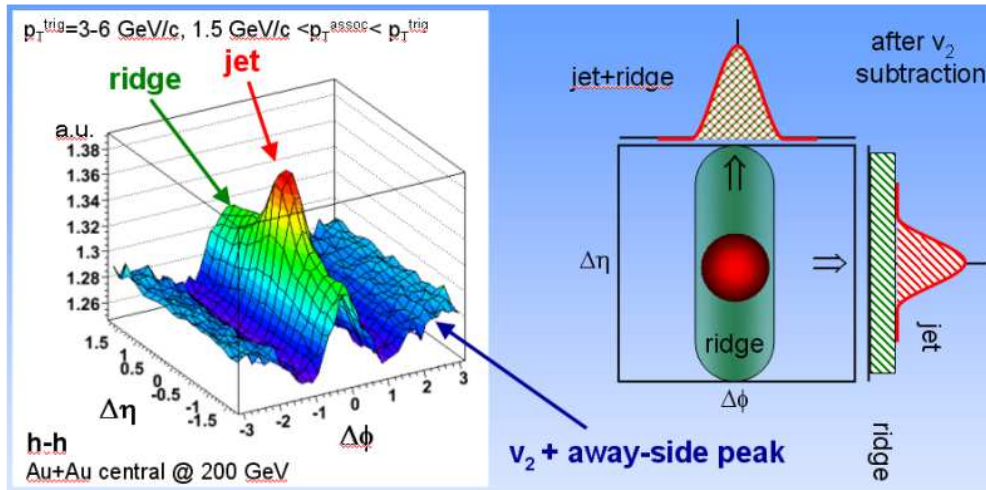 p_T^trig=3-6 GeV/c, 1.5 GeV/c <p_T^assoc< p_T^trig
jet
ridge
a.u.
1.38
1.36
1.34
1.32
1.3
1.28
1.26
1.5
1
0.5
0
-0.5
-1
-1.5
Δη
-3 -2 -1 0 1 2 3
Δϕ
h-h
Au+Au central @ 200 GeV
v₂ + away-side peak
jet+ridge
after v₂
subtraction
Δη
⇑
⇒
ridge
Δϕ
jet
ridge